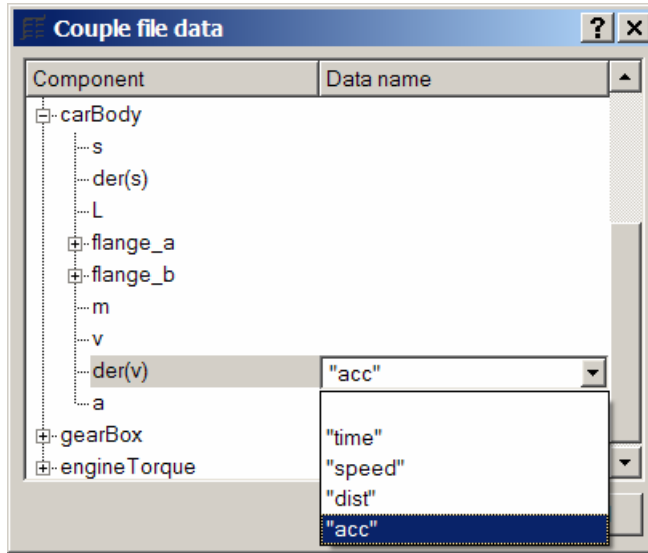 Couple file data
Component Data name
carBody
s
der(s)
L
flange_a
flange_b
m
v
der(v) "acc"
a
gearBox "time"
engineTorque "speed"
"dist"
"acc"